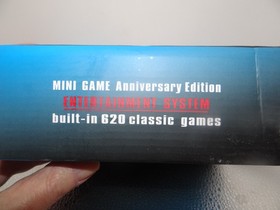 MINI GAME Anniversary Edition
ENTERTAINMENT SYSTEM
built-in 620 classic games